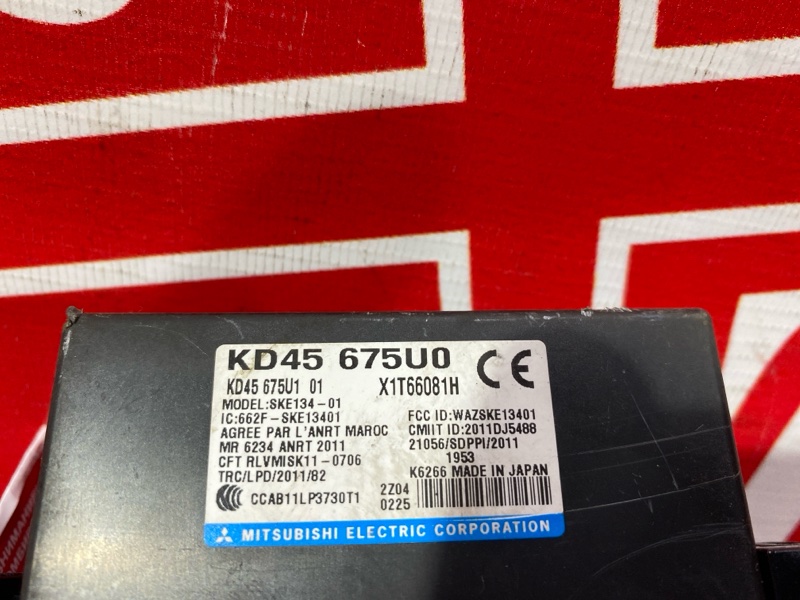 KD45 675U0
CE
KD45 675U1 01 X1T66081H
MODEL:SKE134-01
IC:662F-SKE13401 FCC ID:WAZSKE13401
AGREE PAR L'ANRT MAROC CMIIT ID:2011DJ5488
MR 6234 ANRT 2011 21056/SDPPI/2011
CFT RLVMISK11-0706 1953
TRC/LPD/2011/82 K6266 MADE IN JAPAN
CCAB11LP3730T1 2Z04
0225
MITSUBISHI ELECTRIC CORPORATION